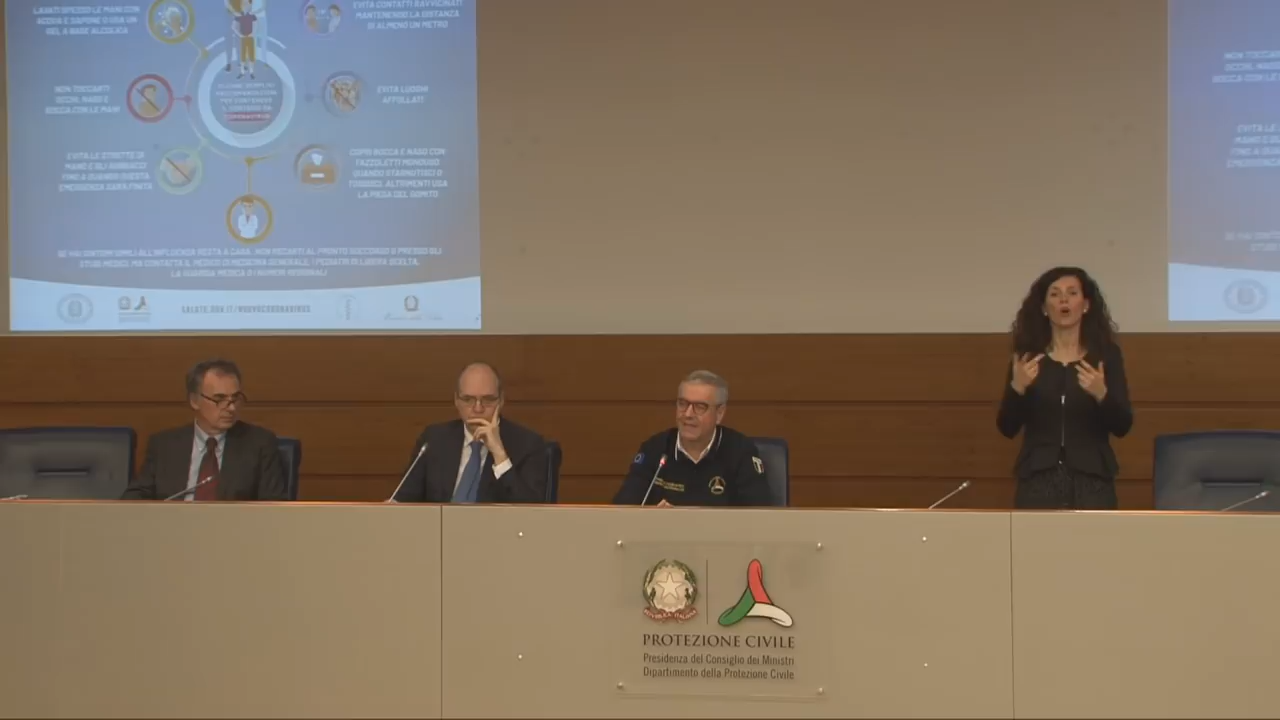 LAVATI SPESSO LE MANI CON
ACQUA E SAPONE O USA UN
GEL A BASE ALCOLICA
EVITA CONTATTI RAVVICINATI
MANTENENDO LA DISTANZA
DI ALMENO UN METRO
NON TOCCARTI
OCCHI, NASO E
BOCCA CON LE MANI
EVITA LUOGHI
AFFOLLATI
EVITA LE STRETTE DI
MANO E GLI ABBRACCI
FINO A QUANDO QUESTA
EMERGENZA SARÀ FINITA
COPRI BOCCA E NASO CON
FAZZOLETTI MONOUSO
QUANDO STARNUTISCI O
TOSSISCI. ALTRIMENTI USA
LA PIEGA DEL GOMITO
SE HAI SINTOMI SIMILI ALL'INFLUENZA RESTA A CASA, NON RECARTI AL PRONTO SOCCORSO O PRESSO GLI
STUDI MEDICI, MA CONTATTA IL MEDICO DI MEDICINA GENERALE, I PEDIATRI DI LIBERA SCELTA,
LA GUARDIA MEDICA O I NUMERI REGIONALI
SALUTE.GOV.IT/NUOVOCORONAVIRUS
PROTEZIONE CIVILE
Presidenza del Consiglio dei Ministri
Dipartimento della Protezione Civile